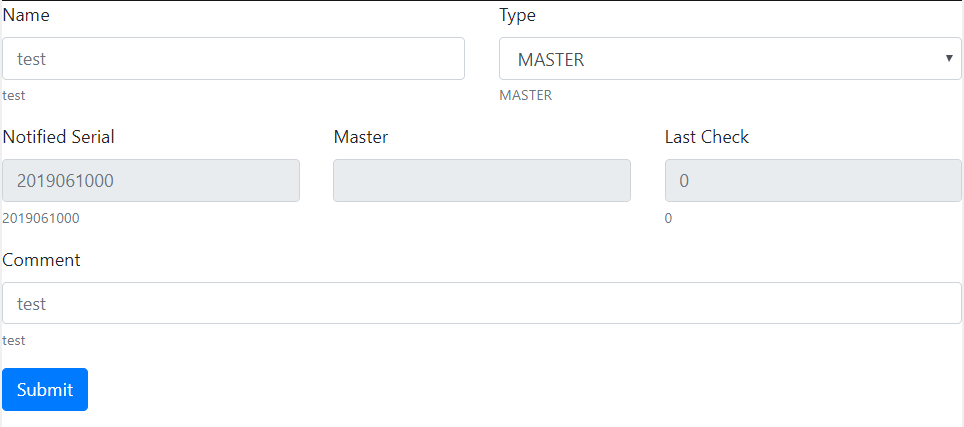 Name
Type
test
MASTER
test
MASTER
Notified Serial
Master
Last Check
2019061000
0
2019061000
0
Comment
test
test
Submit